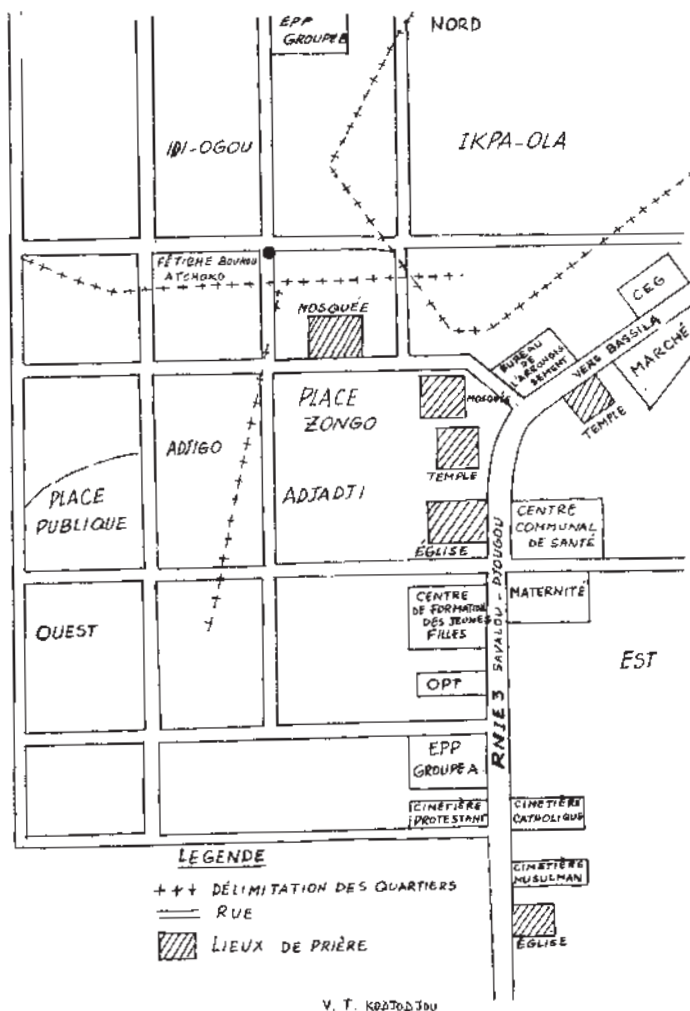 EPP
GROUPE B
NORD
IDI-OGOU
IKPA-OLA
FÉTICHE BOUKOU
ATCHOKO
MOSQUÉE
CEG
BUREAU
DE
L'ARRONDIS
SEMENT
VERS BASSILA
MARCHÉ
PLACE
ZONGO
MOSQUÉE
TEMPLE
TEMPLE
ADJIGO
ADJADJI
PLACE
PUBLIQUE
ÉGLISE
CENTRE
COMMUNAL
DE SANTÉ
CENTRE
DE FORMATION
DES JEUNES
FILLES
MATERNITÉ
OUEST
EST
OPT
RNIE 3 SAVALOU - DJOUGOU
EPP
GROUPE A
CIMETIÈRE
PROTESTANT
CIMETIÈRE
CATHOLIQUE
CIMETIÈRE
MUSULMAN
ÉGLISE
LEGENDE
+++ DÉLIMITATION DES QUARTIERS
RUE
LIEUX DE PRIÈRE
V. T. KODJODJOU